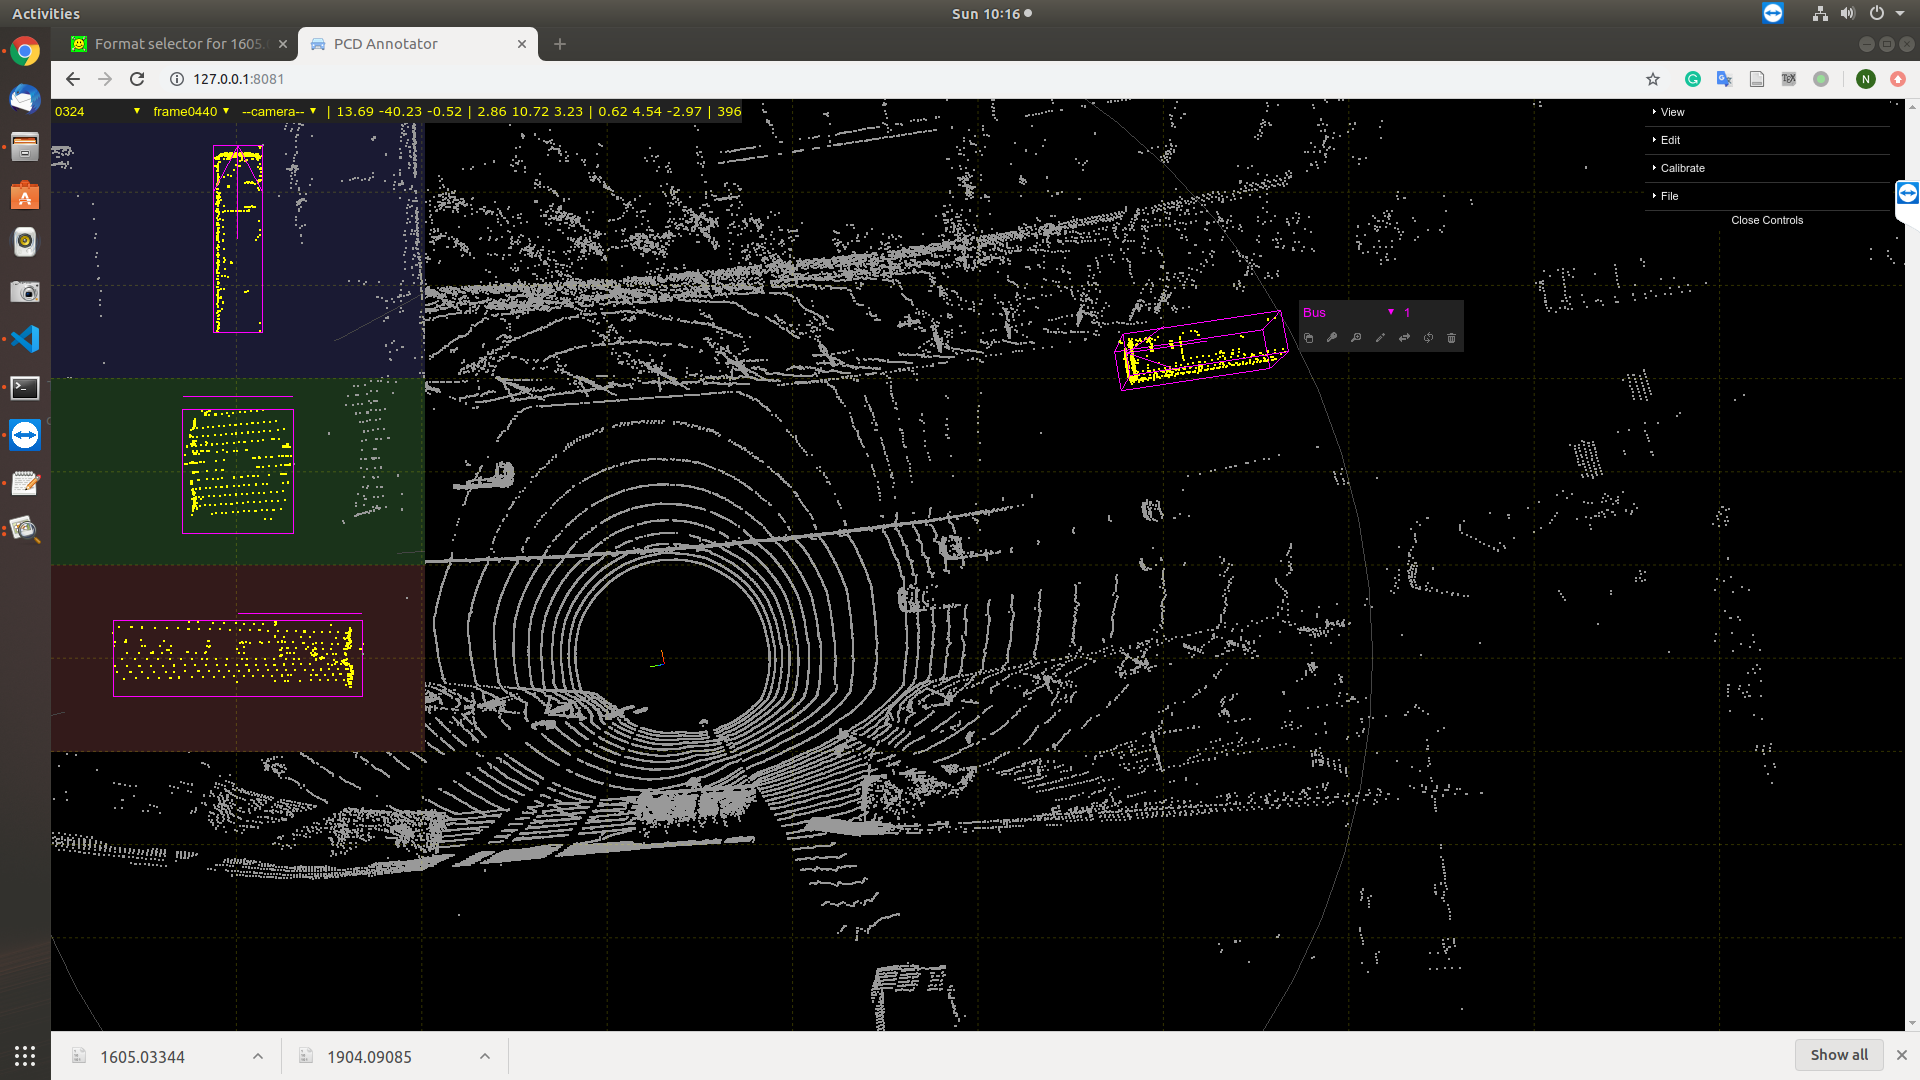 Activities
Sun 10:16
Format selector for 1605.
PCD Annotator
127.0.0.1:8081
N
0324 frame0440 --camera-- | 13.69 -40.23 -0.52 | 2.86 10.72 3.23 | 0.62 4.54 -2.97 | 396
View
Edit
Calibrate
File
Close Controls
Bus 1
1605.03344
1904.09085
Show all